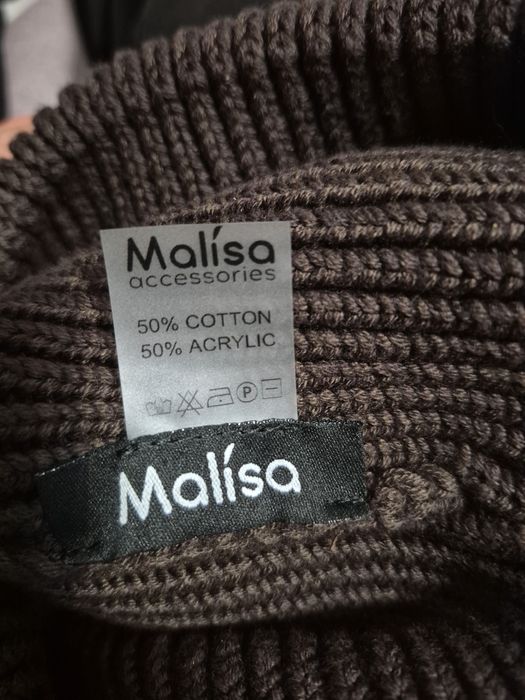 Malísa
accessories
50% COTTON
50% ACRYLIC
P
Malísa